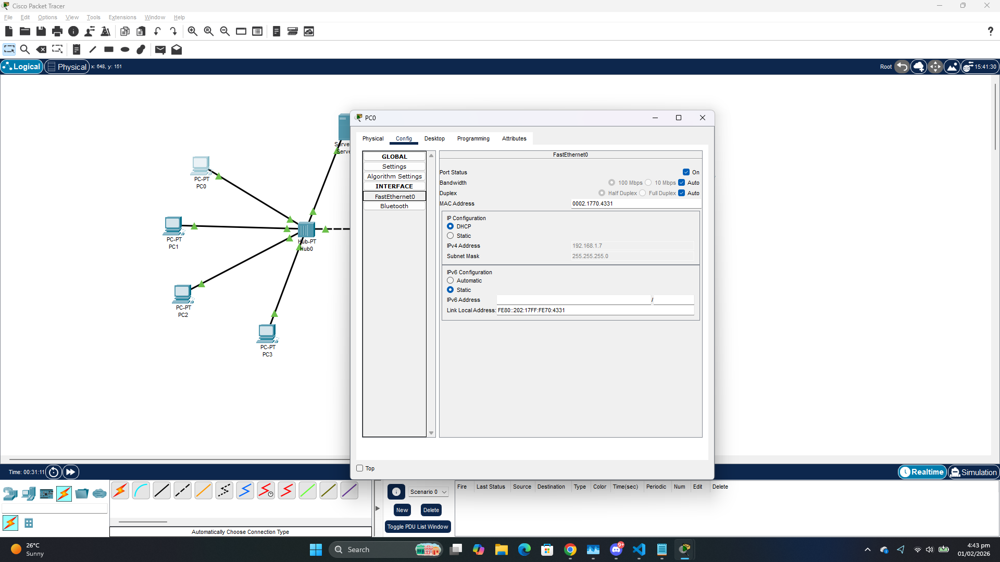 Cisco Packet Tracer
File Edit Options View Tools Extensions Window Help
?
Logical Physical x: 648, y: 151
Root 15:41:30
Serve
Serve
PC-PT
PC0
PC-PT
PC1
Hub-PT
Hub0
PC-PT
PC2
PC-PT
PC3
PC0
Physical Config Desktop Programming Attributes
GLOBAL
Settings
Algorithm Settings
INTERFACE
FastEthernet0
Bluetooth
FastEthernet0
Port Status On
Bandwidth 100 Mbps 10 Mbps Auto
Duplex Half Duplex Full Duplex Auto
MAC Address 0002.1770.4331
IP Configuration
DHCP
Static
IPv4 Address 192.168.1.7
Subnet Mask 255.255.255.0
IPv6 Configuration
Automatic
Static
IPv6 Address /
Link Local Address: FE80::202:17FF:FE70:4331
Top
Time: 00:31:11
Realtime Simulation
Scenario 0
New Delete
Toggle PDU List Window
Fire Last Status Source Destination Type Color Time(sec) Periodic Num Edit Delete
Automatically Choose Connection Type
26°C
Sunny
Search
9+
4:43 pm
01/02/2026